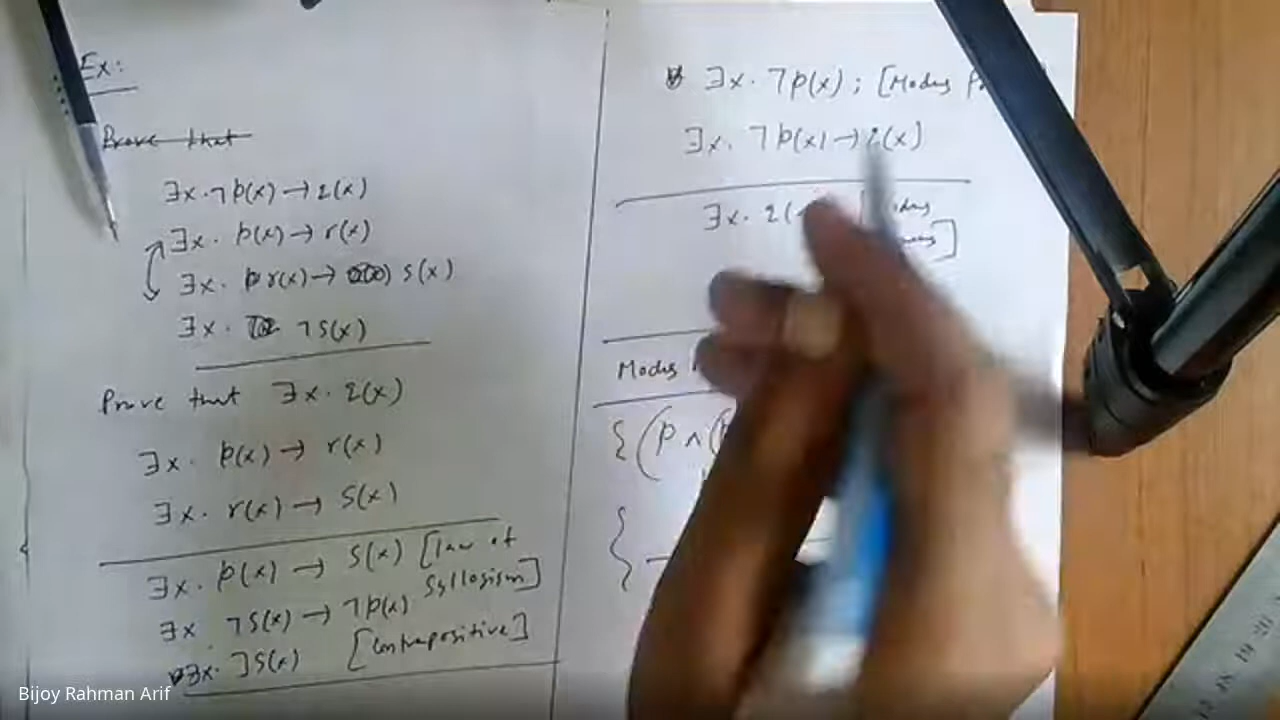 Ex:
Prove that
∃x.¬p(x) → q(x)
∃x. p(x) → r(x)
∃x. r(x) → s(x)
∃x. ¬s(x)
Prove that ∃x. q(x)
∃x. p(x) → r(x)
∃x. r(x) → s(x)
∃x. p(x) → s(x) [law of
Syllogism]
∃x. ¬s(x) → ¬p(x)
[Contrapositive]
∃x. ¬s(x)
∃x. ¬p(x); [Modus
∃x. ¬p(x) → q(x)
∃x. q(
Modus
{(p ∧ (
{
Bijoy Rahman Arif